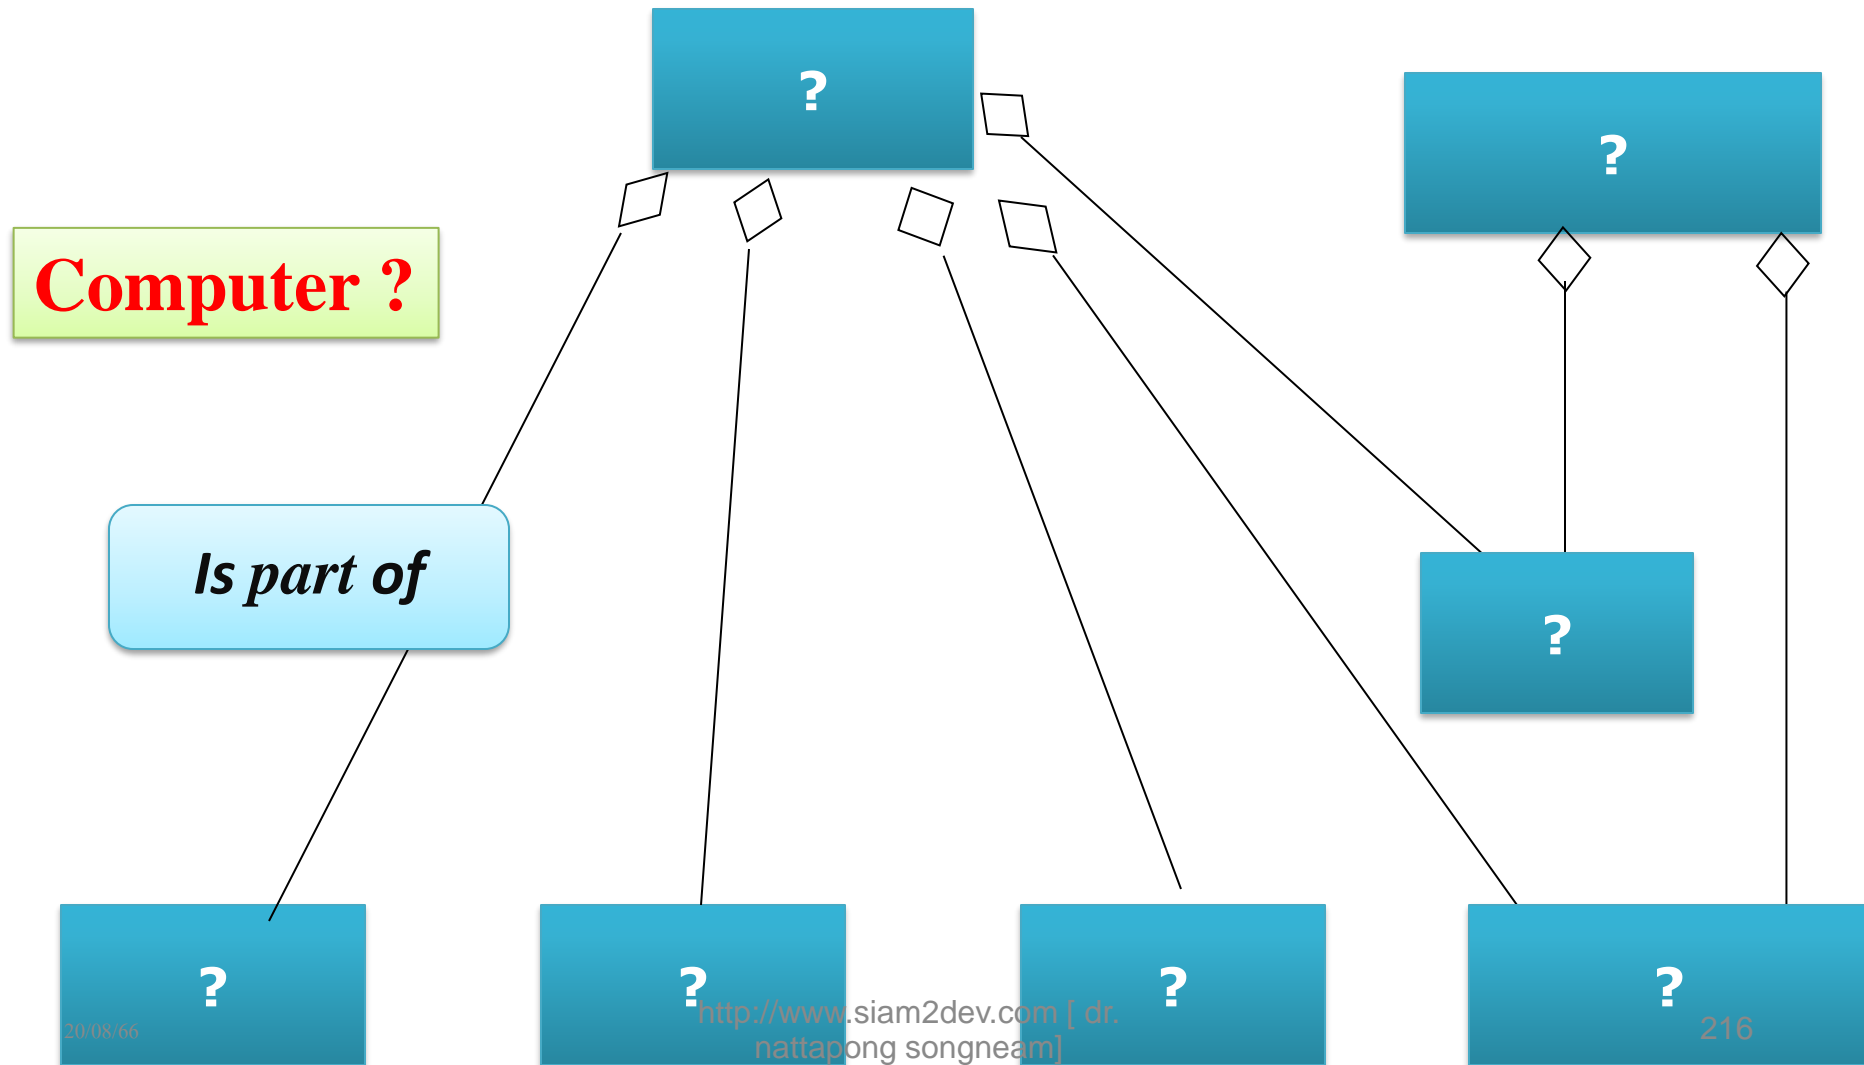 ?
?
Computer ?
Is part of
?
?
?
?
?
20/08/66
http://www.siam2dev.com [ dr.
nattapong songneam]
216